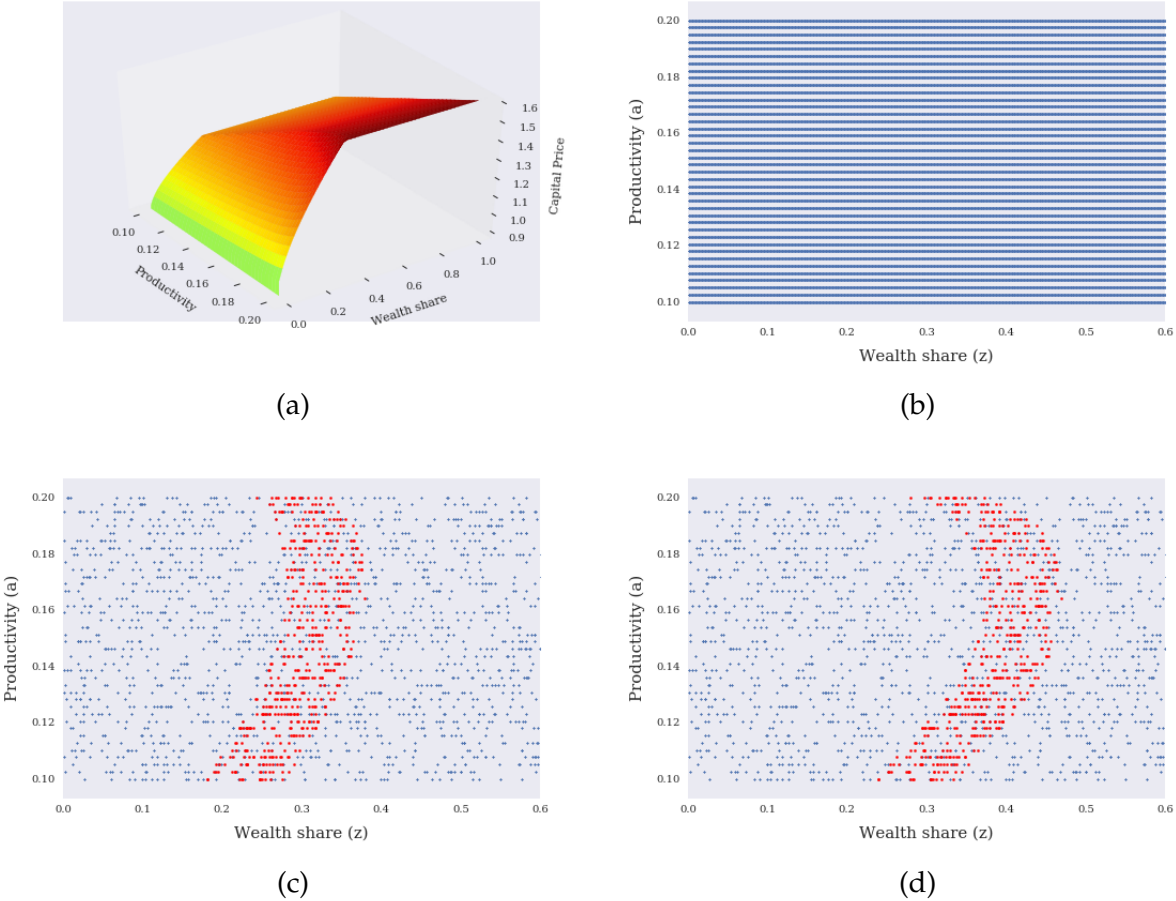 1.6
1.5
1.4
1.3
1.2
1.1
1.0
0.9
Capital Price
0.10
0.12
0.14
0.16
0.18
0.20
Productivity
0.0
0.2
0.4
0.6
0.8
1.0
Wealth share
(a)
0.20
0.18
0.16
0.14
0.12
0.10
Productivity (a)
0.0 0.1 0.2 0.3 0.4 0.5 0.6
Wealth share (z)
(b)
0.20
0.18
0.16
0.14
0.12
0.10
Productivity (a)
0.0 0.1 0.2 0.3 0.4 0.5 0.6
Wealth share (z)
(c)
0.20
0.18
0.16
0.14
0.12
0.10
Productivity (a)
0.0 0.1 0.2 0.3 0.4 0.5 0.6
Wealth share (z)
(d)